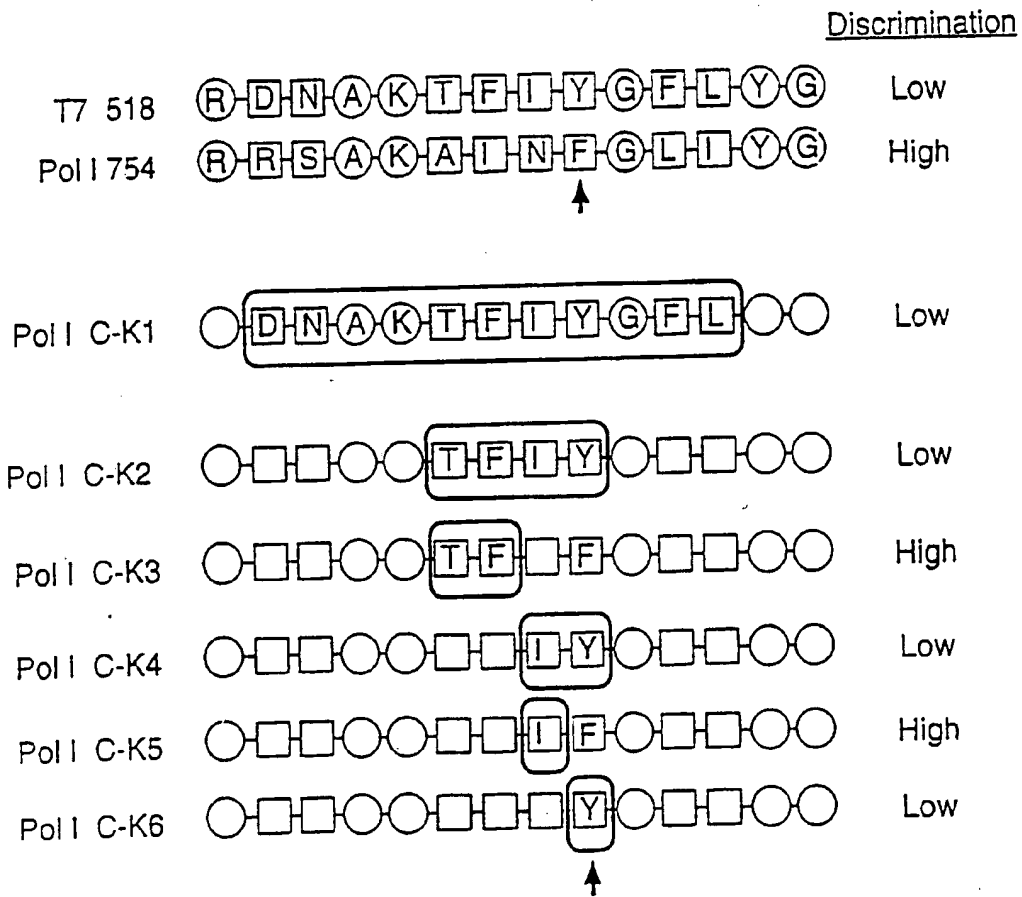 Discrimination
T7 518 R D N A K T F I Y G F L Y G Low
Pol I 754 R R S A K A I N F G L I Y G High
Pol I C-K1 D N A K T F I Y G F L Low
Pol I C-K2 T F I Y Low
Pol I C-K3 T F F High
Pol I C-K4 I Y Low
Pol I C-K5 I F High
Pol I C-K6 Y Low